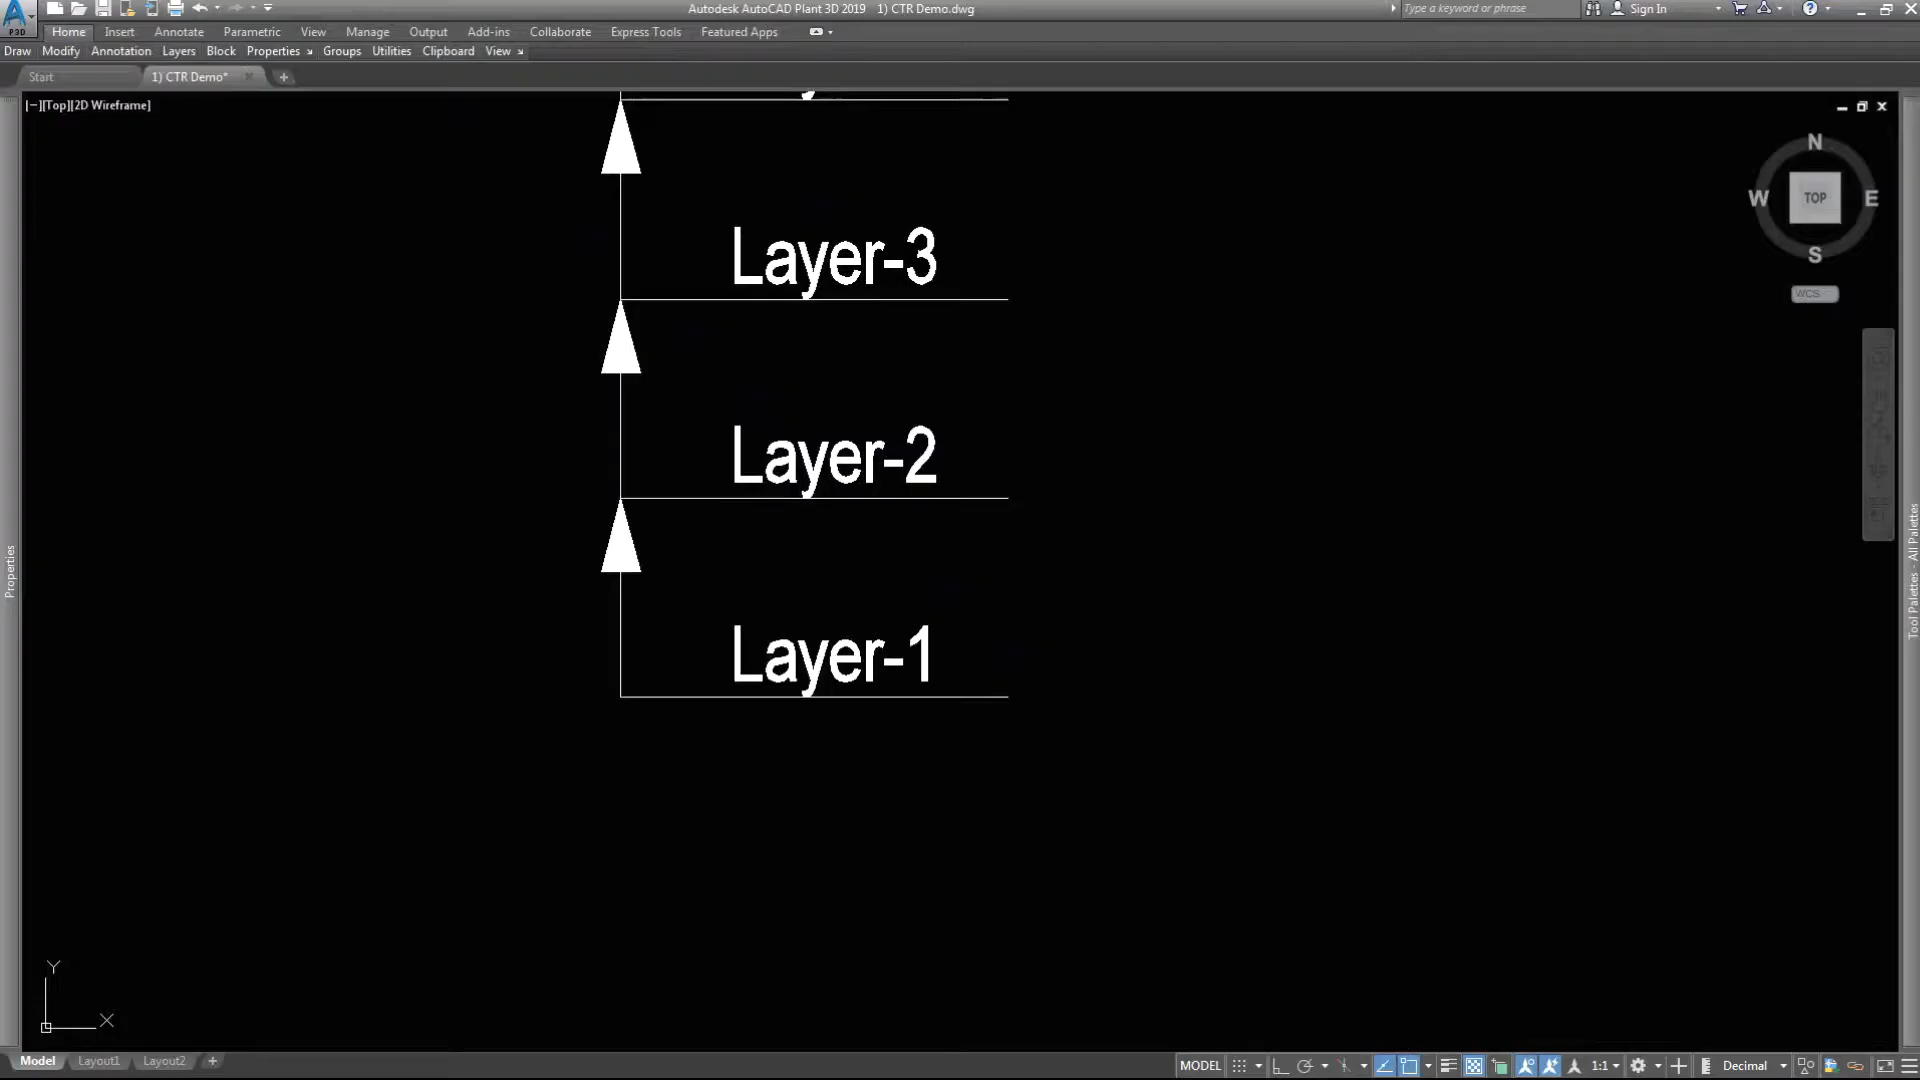 Autodesk AutoCAD Plant 3D 2019 1) CTR Demo.dwg
Type a keyword or phrase
Sign In
P3D
Home Insert Annotate Parametric View Manage Output Add-ins Collaborate Express Tools Featured Apps
Draw Modify Annotation Layers Block Properties Groups Utilities Clipboard View
Start 1) CTR Demo*
[−][Top][2D Wireframe]
N
W TOP E
S
WCS
Layer-3
Layer-2
Layer-1
Properties
Tool Palettes - All Palettes
Y
X
Model Layout1 Layout2
MODEL 1:1 Decimal